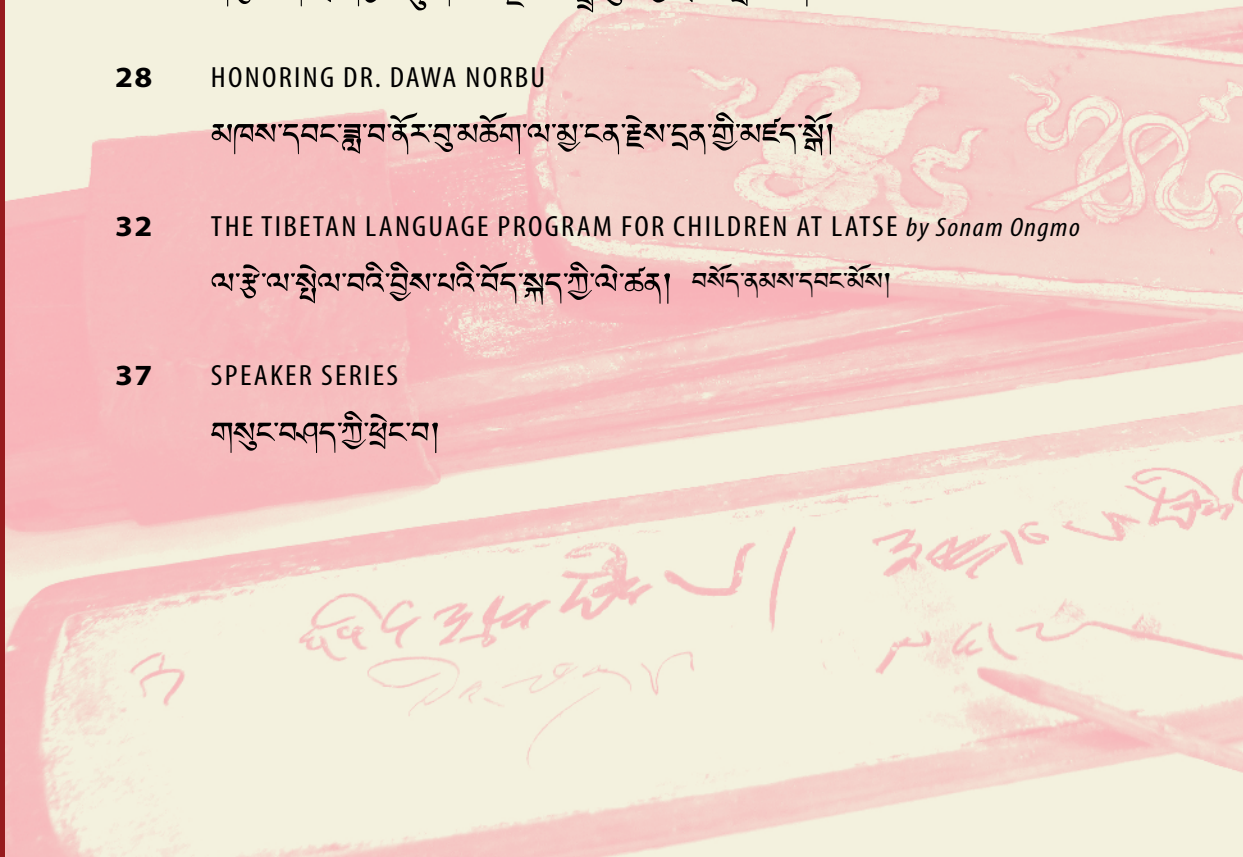 28 HONORING DR. DAWA NORBU
མཁས་དབང་ཟླ་བ་ནོར་བུ་མཆོག་ལ་མྱ་ངན་རྗེས་དྲན་གྱི་མཛད་སྒོ།
32 THE TIBETAN LANGUAGE PROGRAM FOR CHILDREN AT LATSE by Sonam Ongmo
ལ་རྩེ་ལ་སྤེལ་བའི་བྱིས་པའི་བོད་སྐད་ཀྱི་ལེ་ཚན། བསོད་ནམས་དབང་མོས།
37 SPEAKER SERIES
གསུང་བཤད་ཀྱི་ཕྲེང་བ།